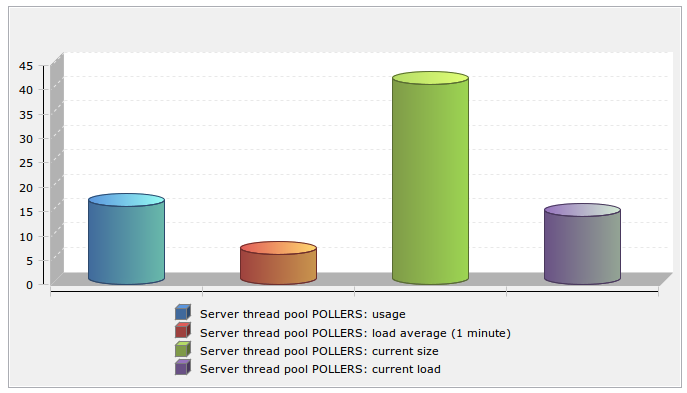 45
40
35
30
25
20
15
10
5
0
Server thread pool POLLERS: usage
Server thread pool POLLERS: load average (1 minute)
Server thread pool POLLERS: current size
Server thread pool POLLERS: current load